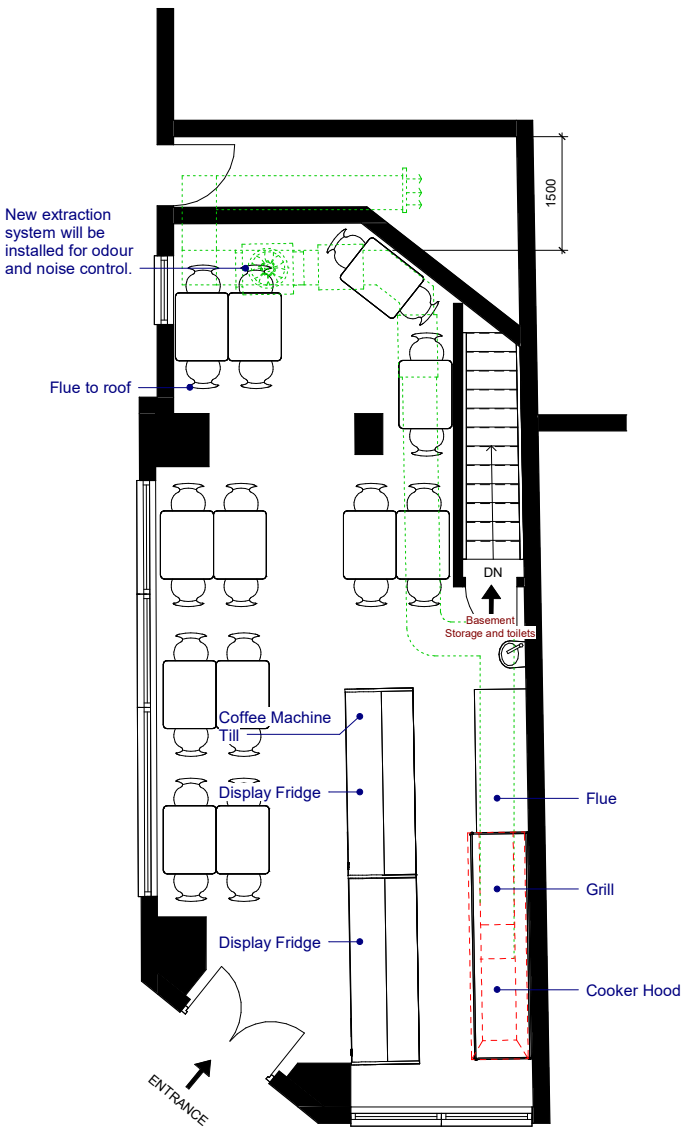 1500
New extraction
system will be
installed for odour
and noise control.
Flue to roof
DN
Basement
Storage and toilets
Coffee Machine
Till
Display Fridge
Flue
Grill
Display Fridge
Cooker Hood
ENTRANCE